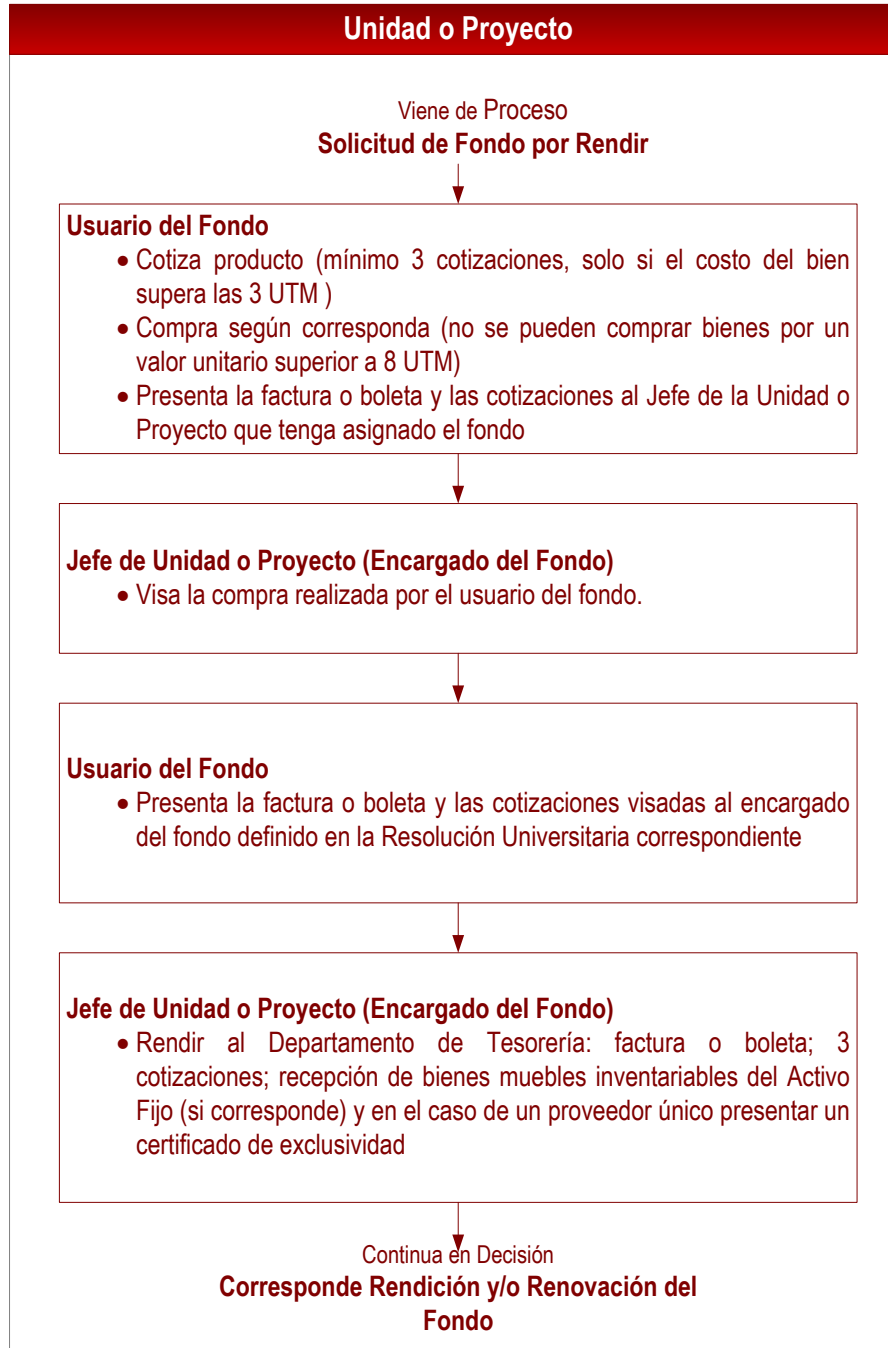 Unidad o Proyecto
Viene de Proceso
Solicitud de Fondo por Rendir
Usuario del Fondo
• Cotiza producto (mínimo 3 cotizaciones, solo si el costo del bien
supera las 3 UTM )
• Compra según corresponda (no se pueden comprar bienes por un
valor unitario superior a 8 UTM)
• Presenta la factura o boleta y las cotizaciones al Jefe de la Unidad o
Proyecto que tenga asignado el fondo
Jefe de Unidad o Proyecto (Encargado del Fondo)
• Visa la compra realizada por el usuario del fondo.
Usuario del Fondo
• Presenta la factura o boleta y las cotizaciones visadas al encargado
del fondo definido en la Resolución Universitaria correspondiente
Jefe de Unidad o Proyecto (Encargado del Fondo)
• Rendir al Departamento de Tesorería: factura o boleta; 3
cotizaciones; recepción de bienes muebles inventariables del Activo
Fijo (si corresponde) y en el caso de un proveedor único presentar un
certificado de exclusividad
Continua en Decisión
Corresponde Rendición y/o Renovación del
Fondo